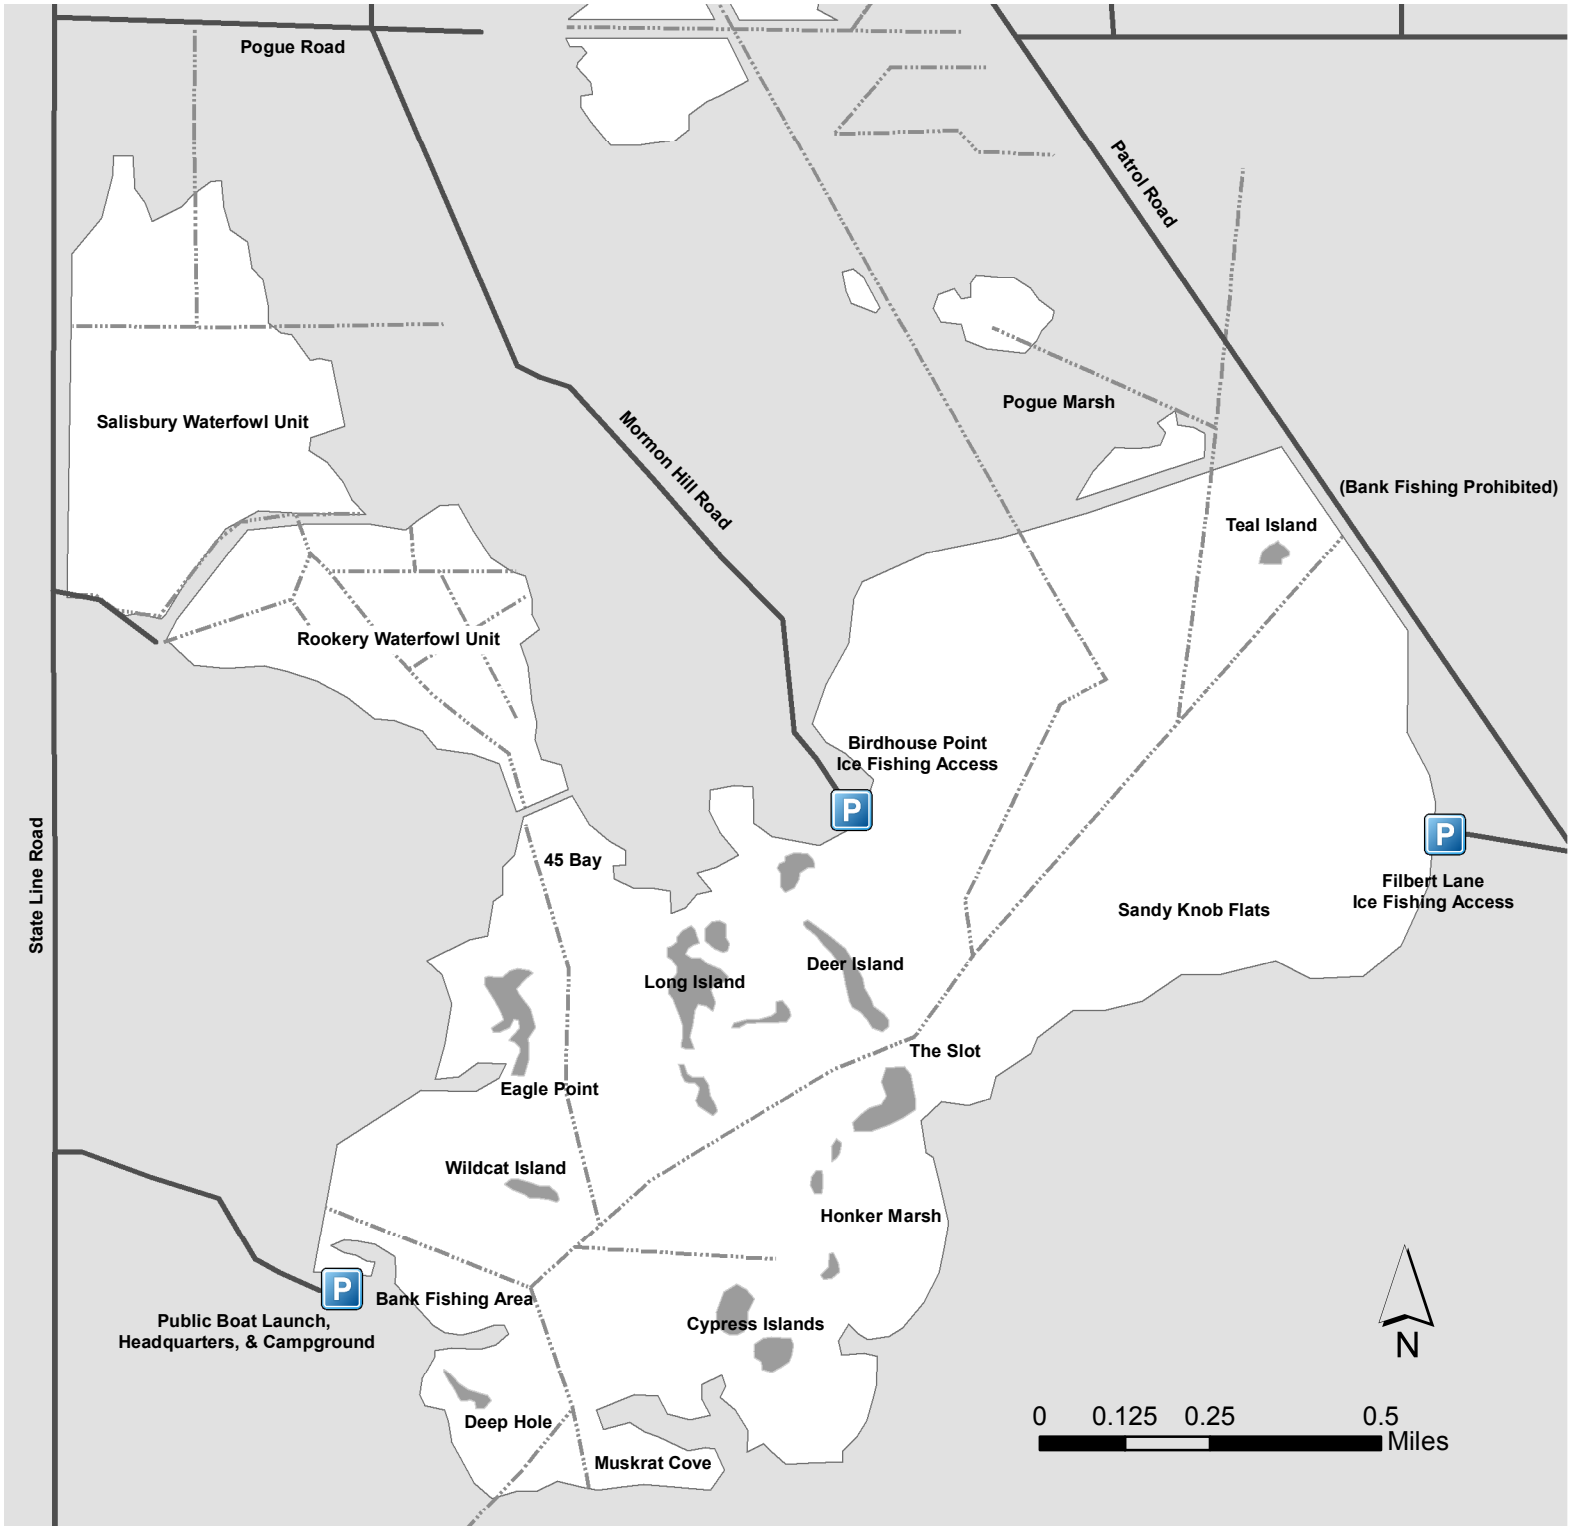 Pogue Road
Patrol Road
Pogue Marsh
Salisbury Waterfowl Unit
Mormon Hill Road
(Bank Fishing Prohibited)
Teal Island
Rookery Waterfowl Unit
Birdhouse Point
Ice Fishing Access
P
P
State Line Road
45 Bay
Filbert Lane
Ice Fishing Access
Sandy Knob Flats
Deer Island
Long Island
The Slot
Eagle Point
Wildcat Island
Honker Marsh
P
Bank Fishing Area
Public Boat Launch,
Headquarters, & Campground
Cypress Islands
N
Deep Hole
Muskrat Cove
0 0.125 0.25 0.5
Miles